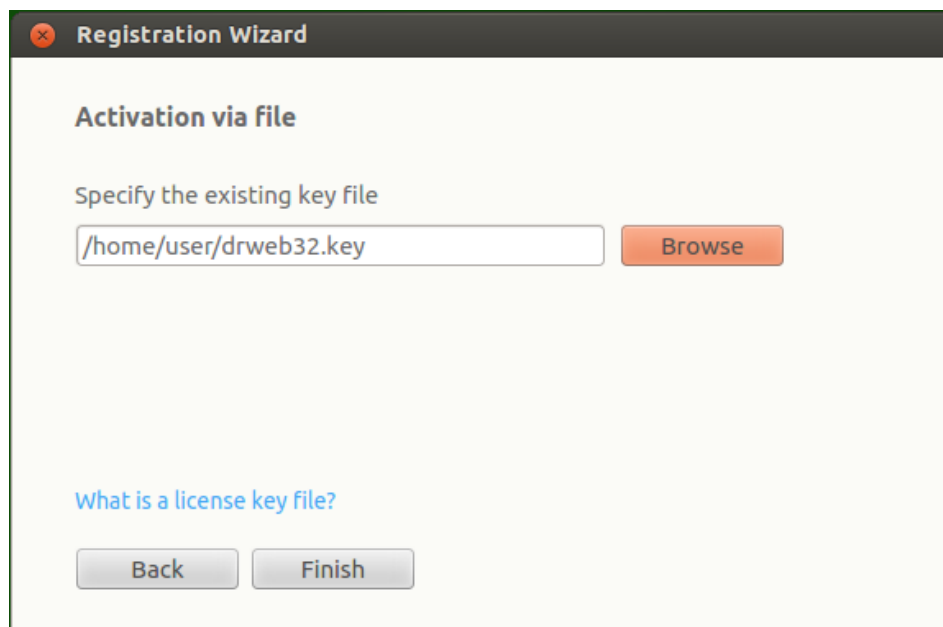 Registration Wizard
Activation via file
Specify the existing key file
/home/user/drweb32.key
Browse
What is a license key file?
Back
Finish